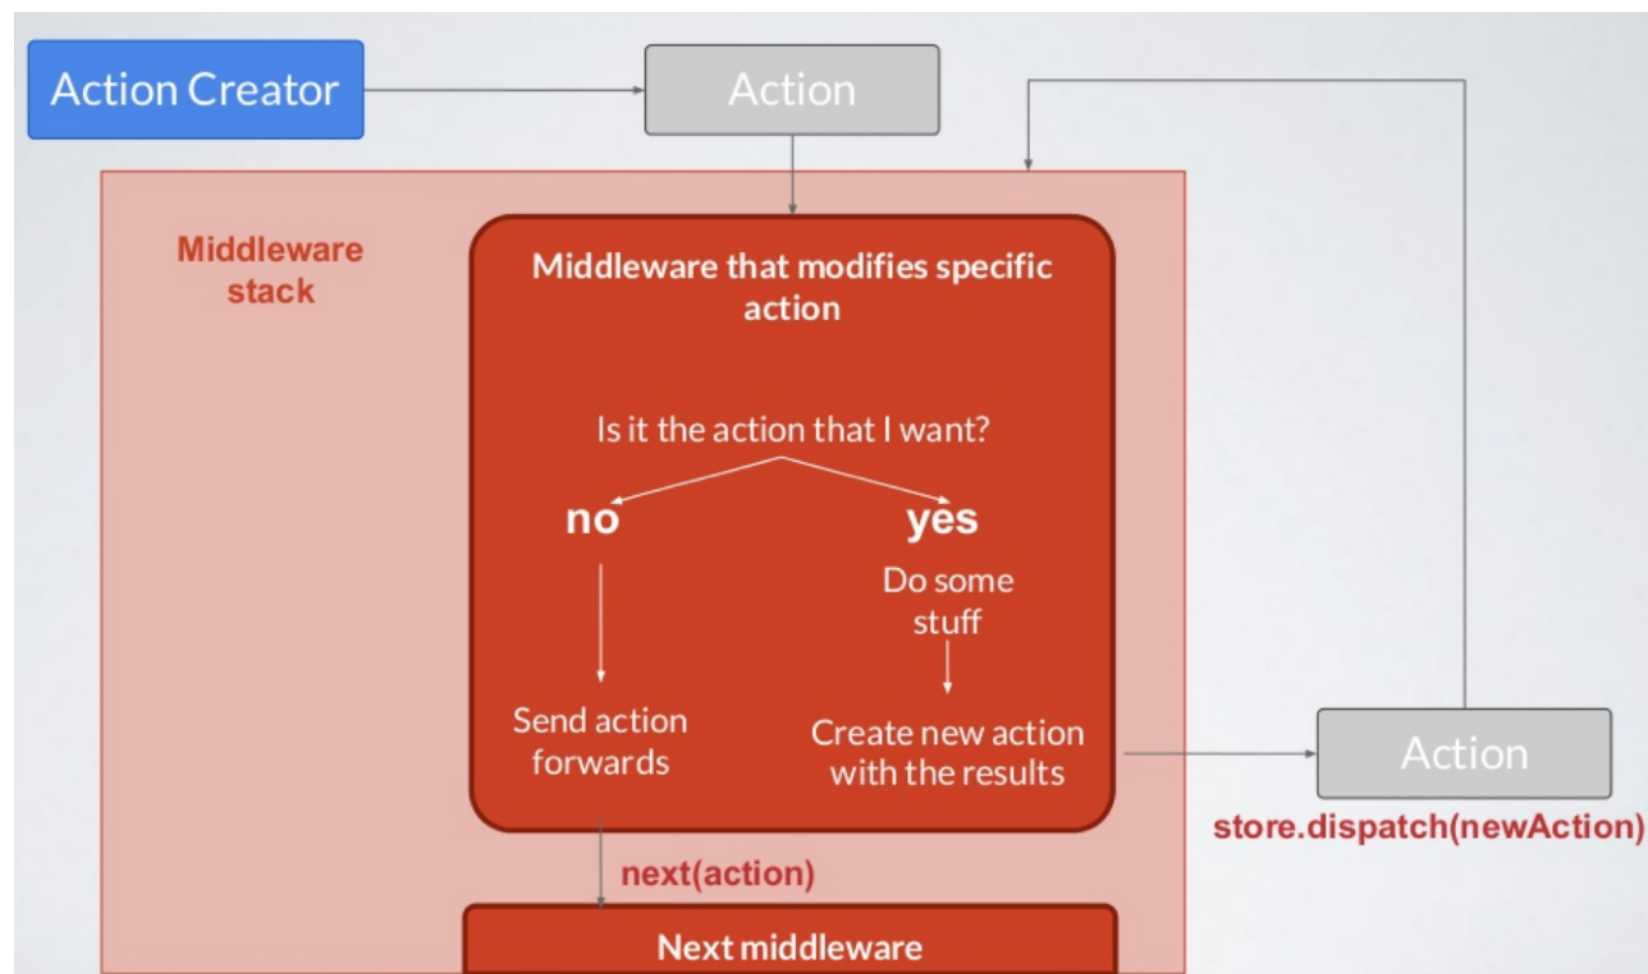 Action Creator
Action
Middleware
stack
Middleware that modifies specific
action
Is it the action that I want?
no
yes
Do some
stuff
Send action
forwards
Create new action
with the results
Action
store.dispatch(newAction)
next(action)
Next middleware